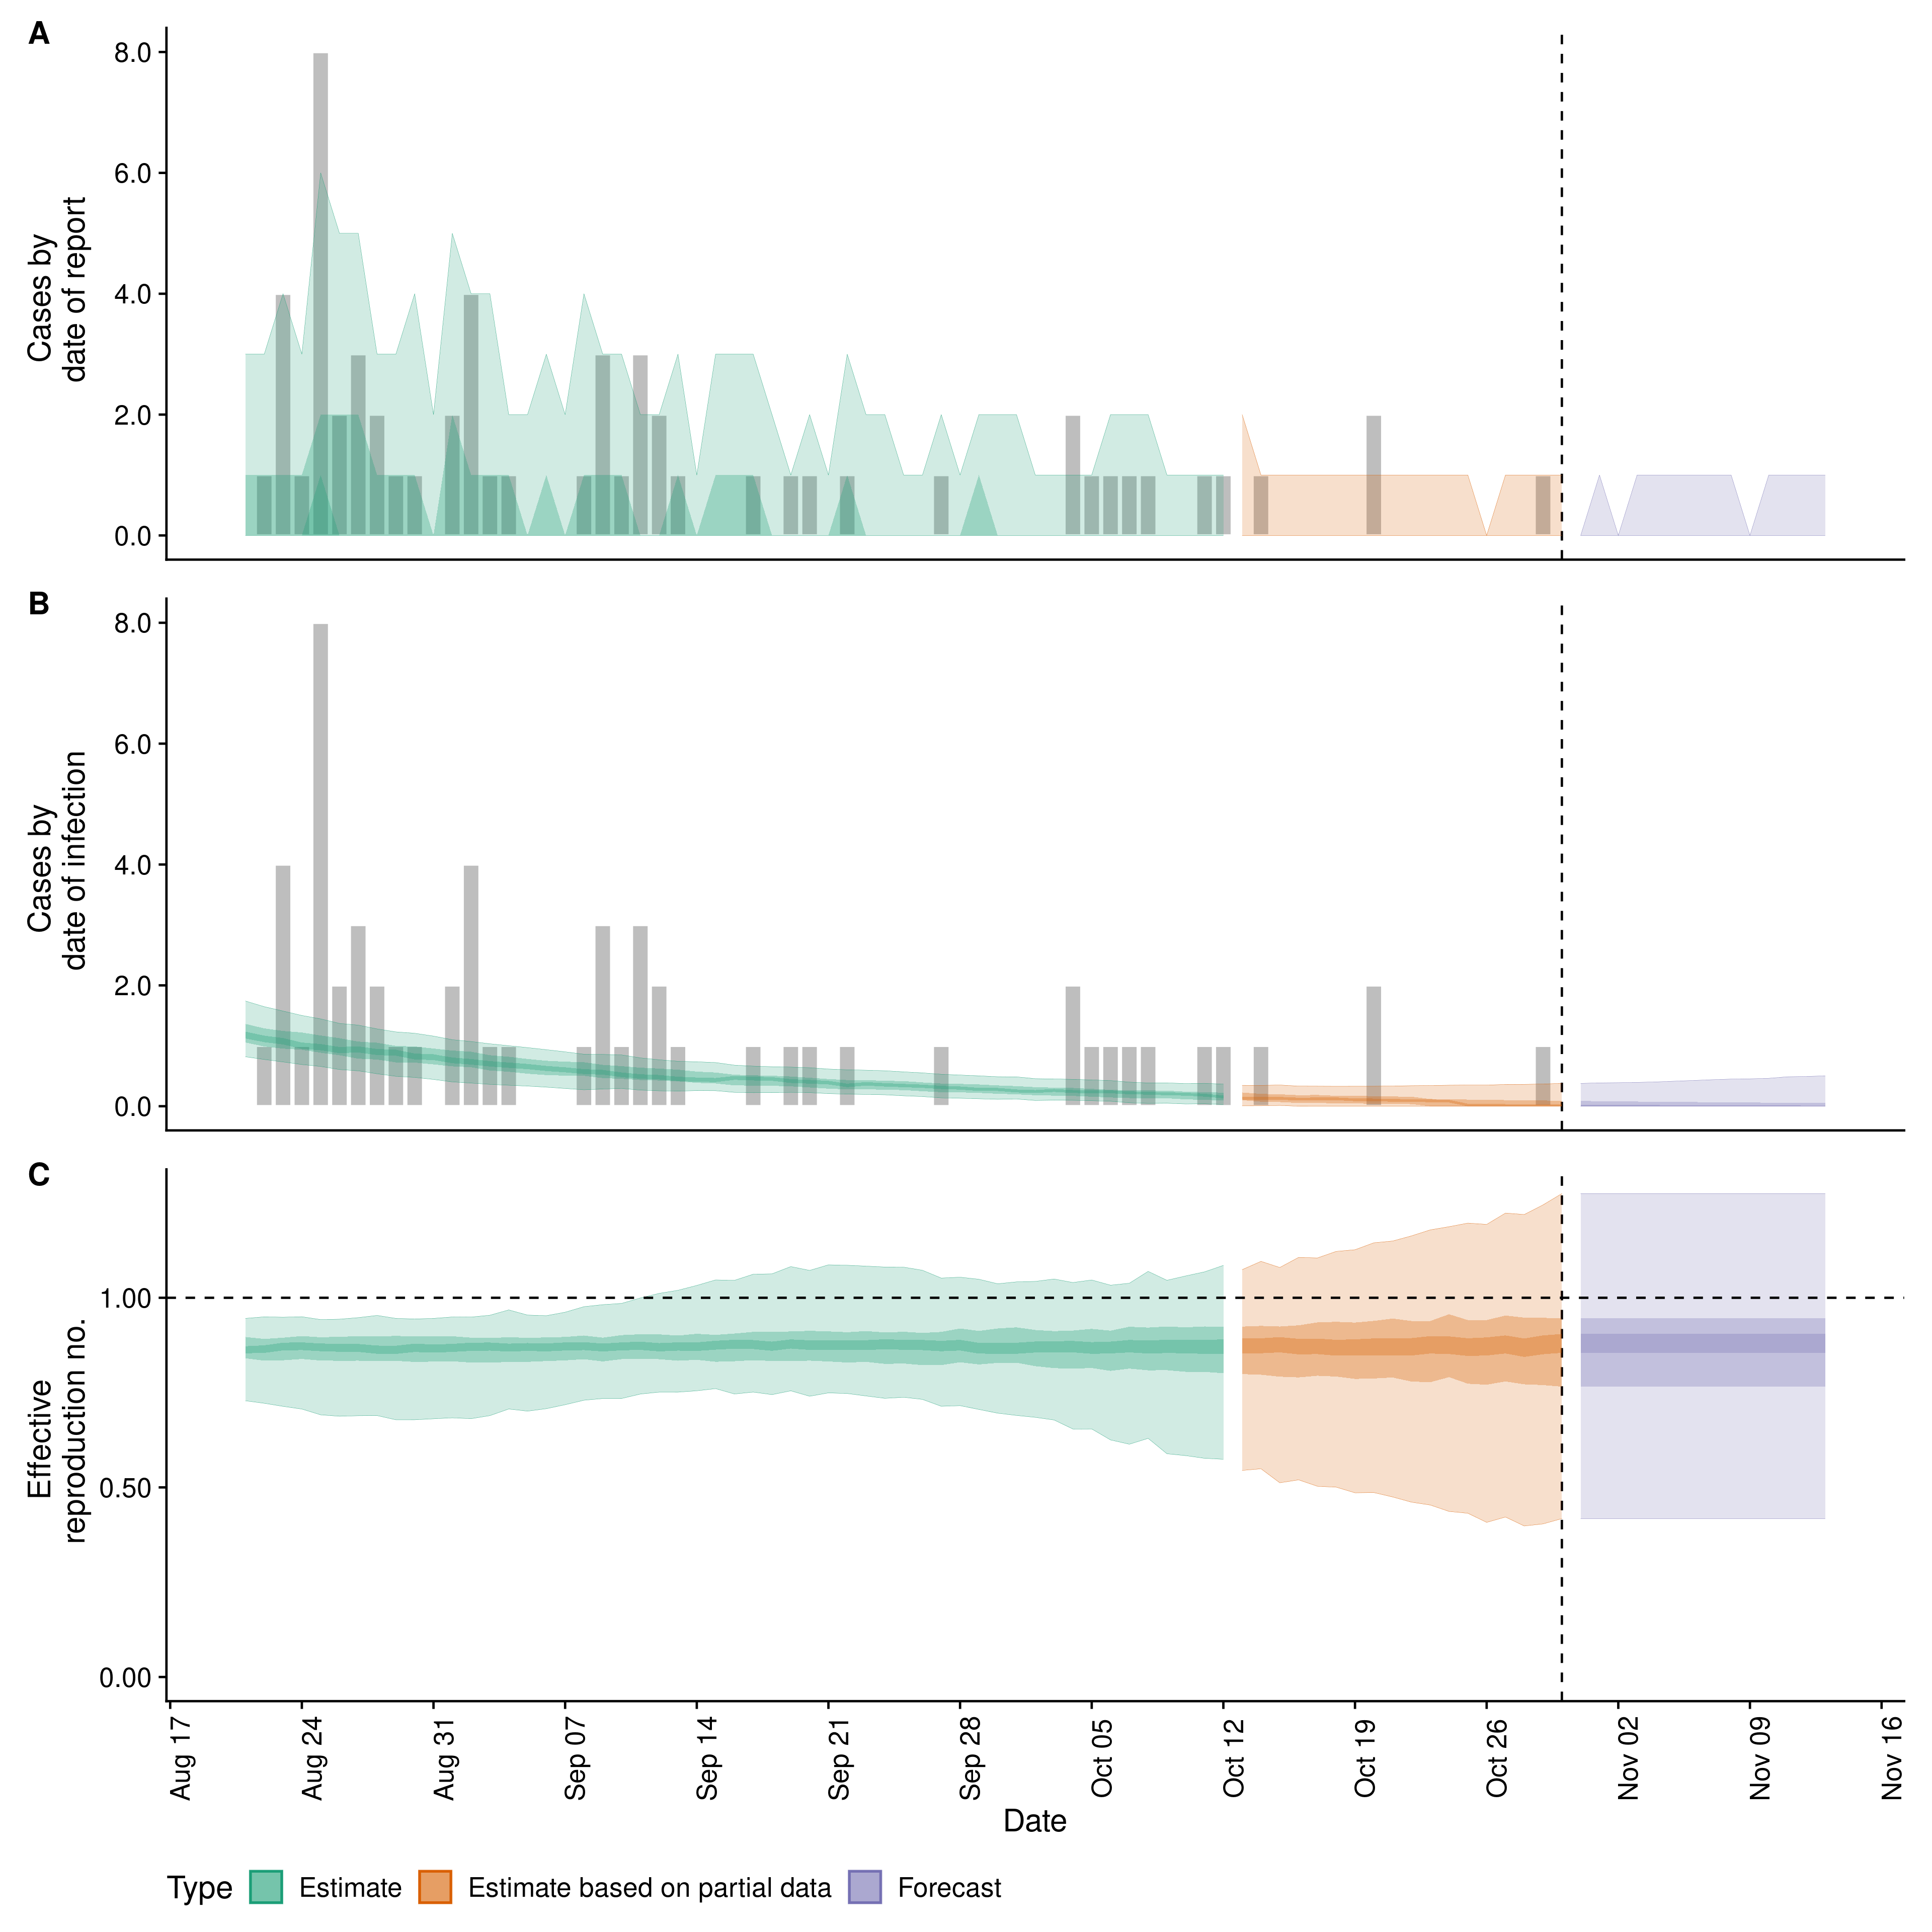 A
8.0
6.0
4.0
2.0
0.0
Cases by
date of report
B
8.0
6.0
4.0
2.0
0.0
Cases by
date of infection
C
1.00
0.50
0.00
Effective
reproduction no.
Aug 17
Aug 24
Aug 31
Sep 07
Sep 14
Sep 21
Sep 28
Oct 05
Oct 12
Oct 19
Oct 26
Nov 02
Nov 09
Nov 16
Date
Type Estimate Estimate based on partial data Forecast